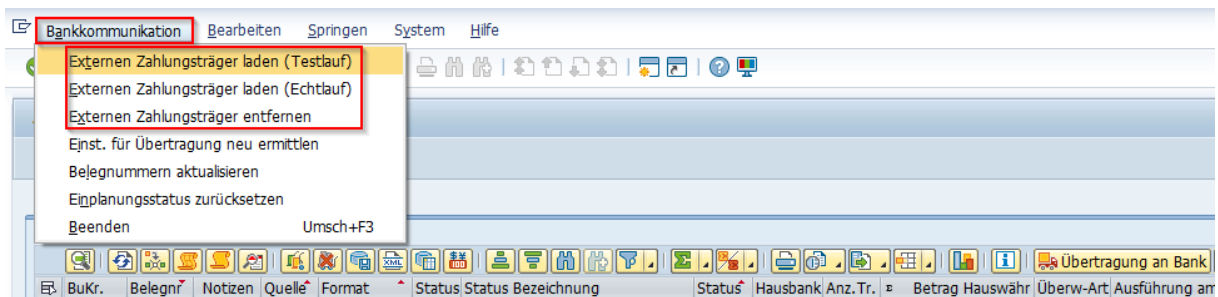 Bankkommunikation Bearbeiten Springen System Hilfe
Externen Zahlungsträger laden (Testlauf)
Externen Zahlungsträger laden (Echtlauf)
Externen Zahlungsträger entfernen
Einst. für Übertragung neu ermittlen
Belegnummern aktualisieren
Einplanungsstatus zurücksetzen
Beenden Umsch+F3
XML Übertragung an Bank
BuKr. Belegnr Notizen Quelle Format Status Status Bezeichnung Status Hausbank Anz.Tr. Betrag Hauswähr Überw-Art Ausführung am